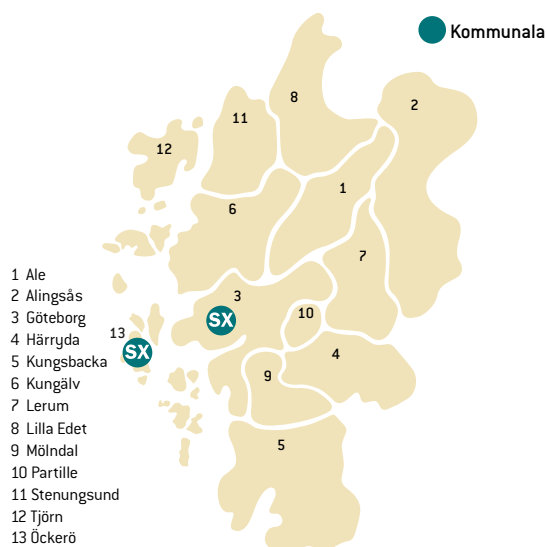 Kommunala
8
2
11
12
1
6
7
3
SX
10
13
SX
4
9
5
1 Ale
2 Alingsås
3 Göteborg
4 Härryda
5 Kungsbacka
6 Kungälv
7 Lerum
8 Lilla Edet
9 Mölndal
10 Partille
11 Stenungsund
12 Tjörn
13 Öckerö